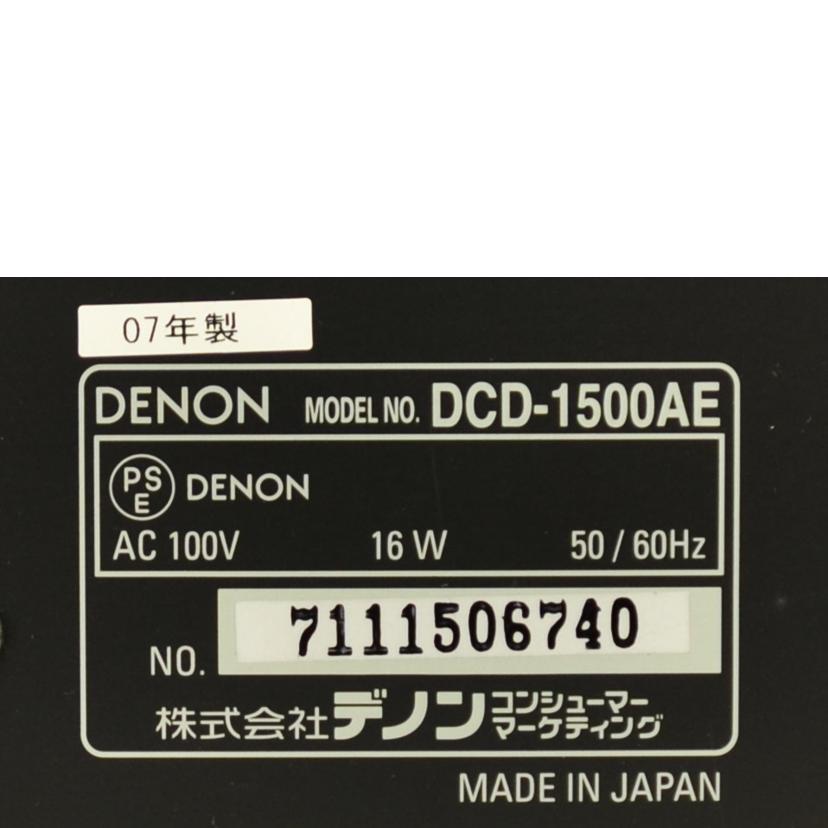 07年製
DENON MODEL NO. DCD-1500AE
PSE DENON
AC 100V 16W 50/60Hz
NO. 7111506740
株式会社デノンコンシューマーマーケティング
MADE IN JAPAN